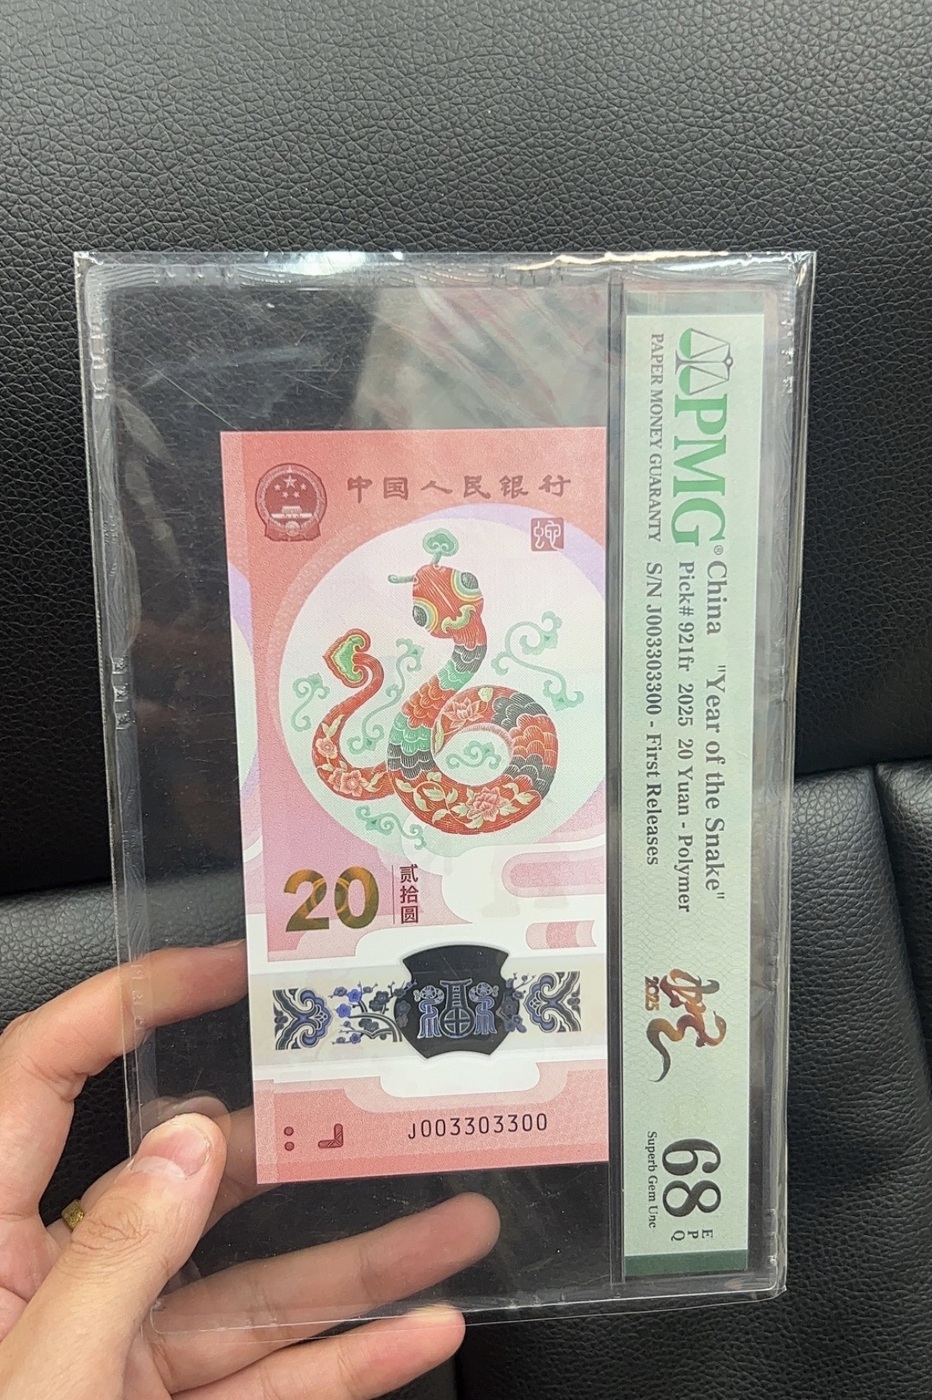 中国人民银行
20
贰拾圆
J003303300
PMG®
PAPER MONEY GUARANTY
China "Year of the Snake"
Pick# 921fr 2025 20 Yuan - Polymer
S/N J003303300 - First Releases
蛇
2025
68
EPQ
Superb Gem Unc